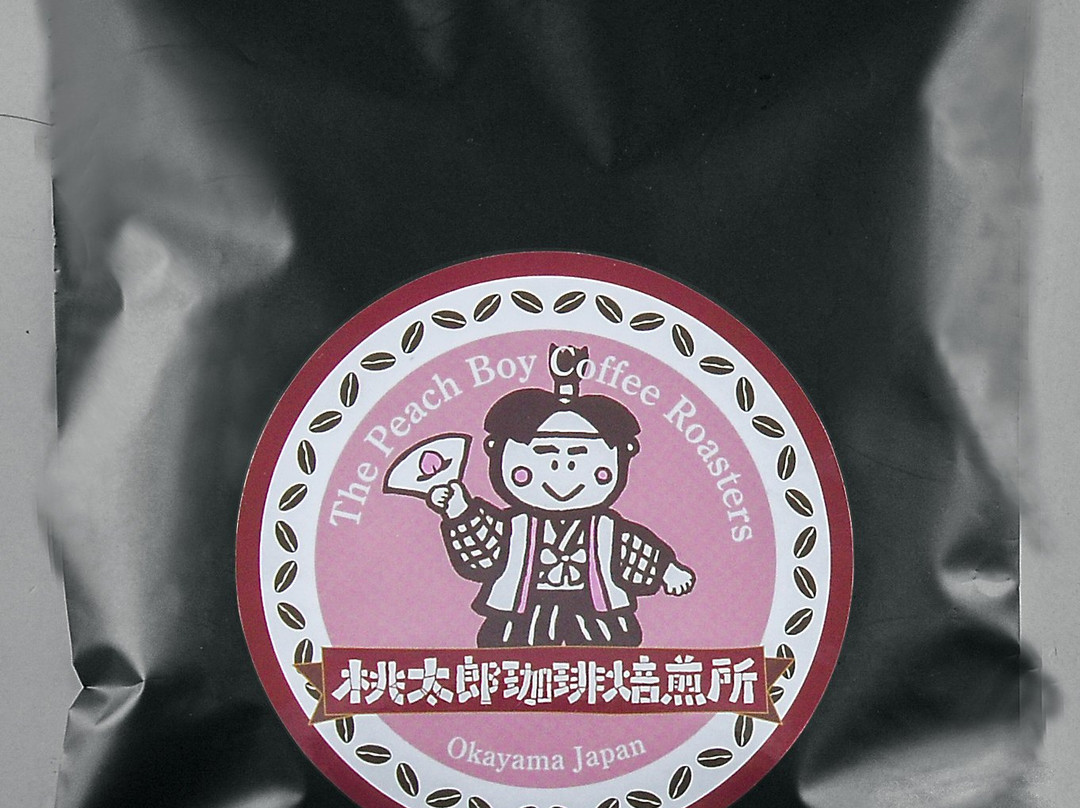 The Peach Boy Coffee Roasters
桃太郎珈琲焙煎所
Okayama Japan